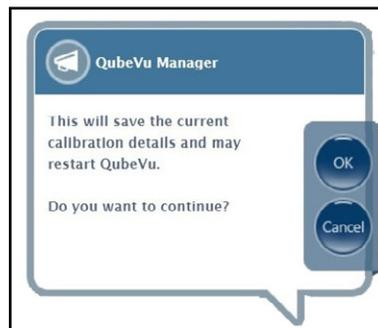 QubeVu Manager
This will save the current
calibration details and may
restart QubeVu.
Do you want to continue?
OK
Cancel